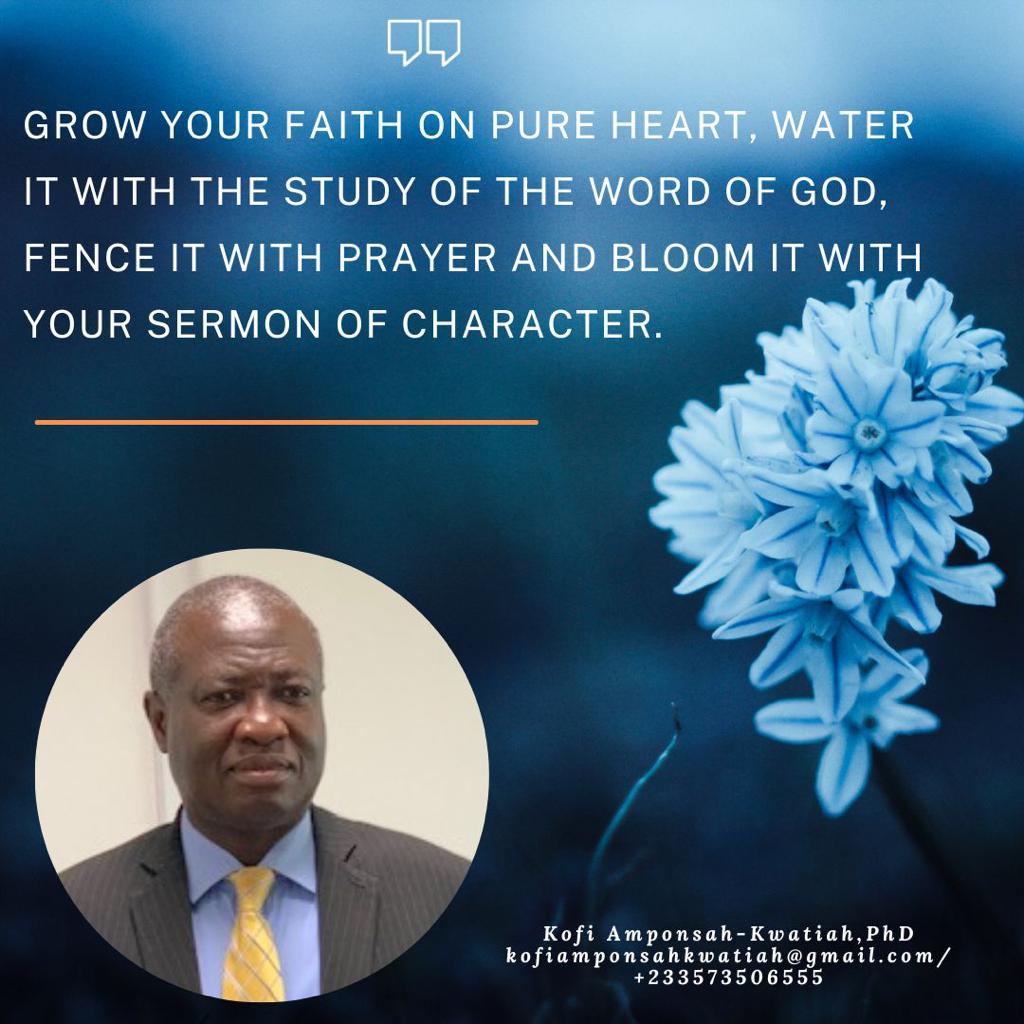 GROW YOUR FAITH ON PURE HEART, WATER
IT WITH THE STUDY OF THE WORD OF GOD,
FENCE IT WITH PRAYER AND BLOOM IT WITH
YOUR SERMON OF CHARACTER.
Kofi Amponsah-Kwatiah,PhD
kofiamponsahkwatiah@gmail.com/
+233573506555